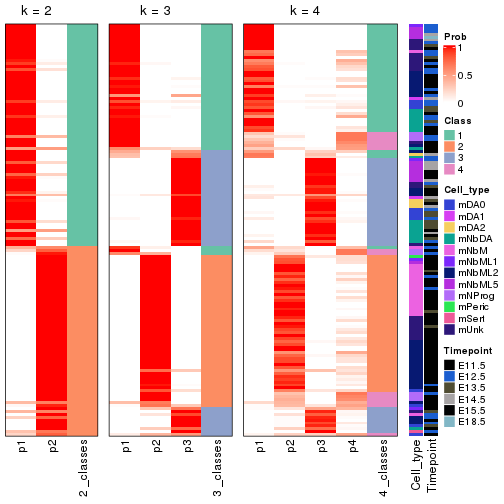 k = 2
k = 3
k = 4
p1
p2
2_classes
p1
p2
p3
3_classes
p1
p2
p3
p4
4_classes
Cell_type
Timepoint
Prob
1
0.5
0
Class
1
2
3
4
Cell_type
mDA0
mDA1
mDA2
mNbDA
mNbM
mNbML1
mNbML2
mNbML5
mNProg
mPeric
mSert
mUnk
Timepoint
E11.5
E12.5
E13.5
E14.5
E15.5
E18.5